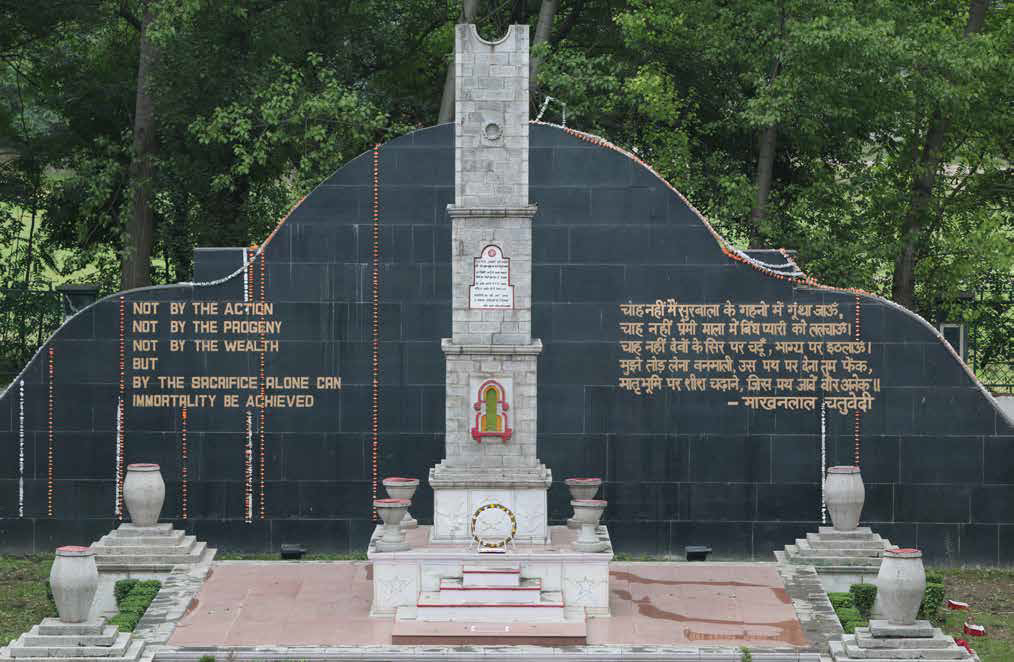 NOT BY THE ACTION
NOT BY THE PROGENY
NOT BY THE WEALTH
BUT
BY THE SACRIFICE ALONE CAN
IMMORTALITY BE ACHIEVED
चाह नहीं मैं सुरबाला के गहनो में गूंथा जाऊँ,
चाह नहीं प्रेमी माला में बिंध प्यारी को ललचाऊँ।
चाह नहीं देवों के सिर पर चढूँ, भाग्य पर इठलाऊँ।
मुझे तोड़ लेना वनमाली, उस पथ पर देना तुम फेंक,
मातृ भूमि पर शीश चढ़ाने, जिस पथ जावें वीर अनेक॥
- माखनलाल चतुर्वेदी